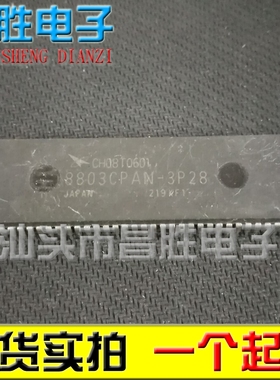 昌胜电子
DIANZI
CH08T0601
8803CPAN-3P28
JAPAN
汕头市昌胜电子
货实拍 一个起